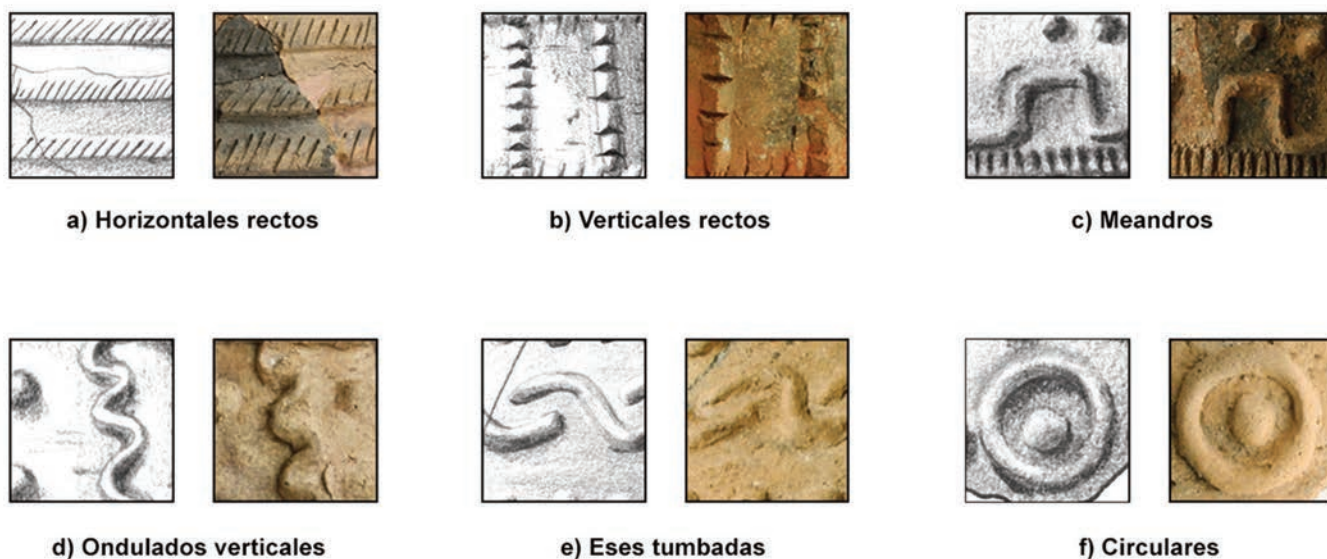 a) Horizontales rectos
b) Verticales rectos
c) Meandros
d) Ondulados verticales
e) Eses tumbadas
f) Circulares